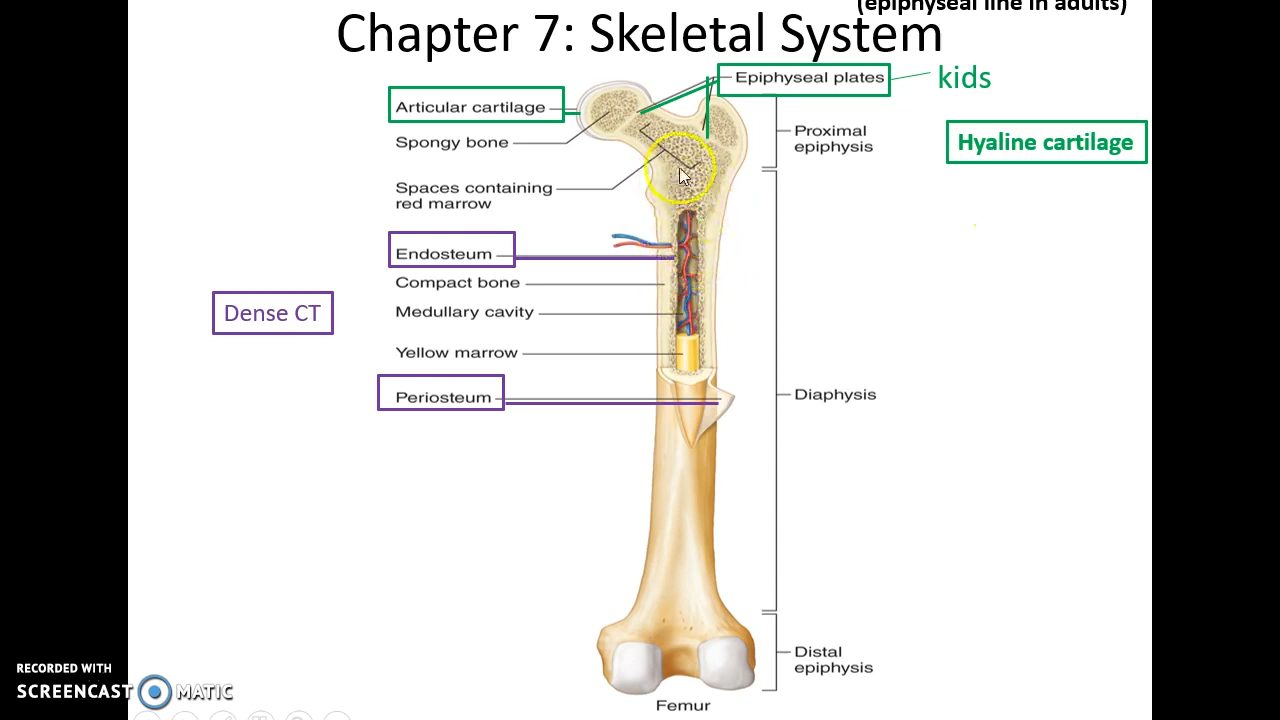 (epiphyseal line in adults)
Chapter 7: Skeletal System
Epiphyseal plates
kids
Articular cartilage
Spongy bone
Proximal
epiphysis
Hyaline cartilage
Spaces containing
red marrow
Endosteum
Compact bone
Medullary cavity
Dense CT
Yellow marrow
Periosteum
Diaphysis
Distal
epiphysis
Femur
RECORDED WITH
SCREENCAST MATIC